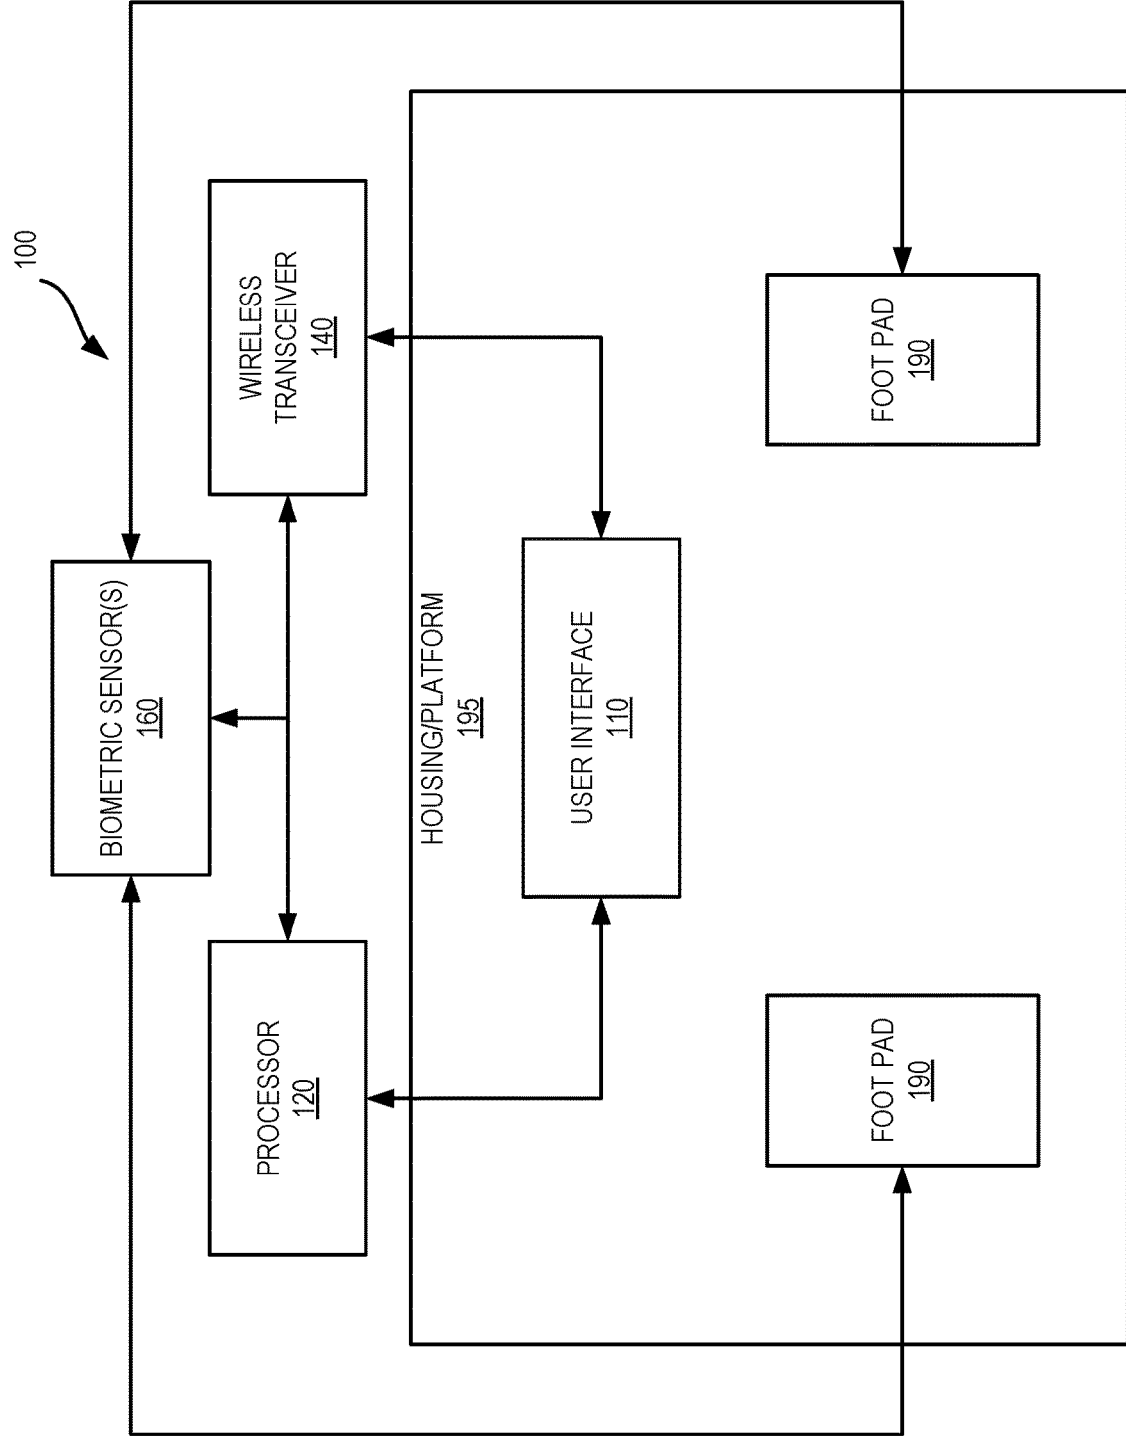 100
BIOMETRIC SENSOR(S)
160
PROCESSOR
120
WIRELESS
TRANSCEIVER
140
HOUSING/PLATFORM
195
USER INTERFACE
110
FOOT PAD
190
FOOT PAD
190